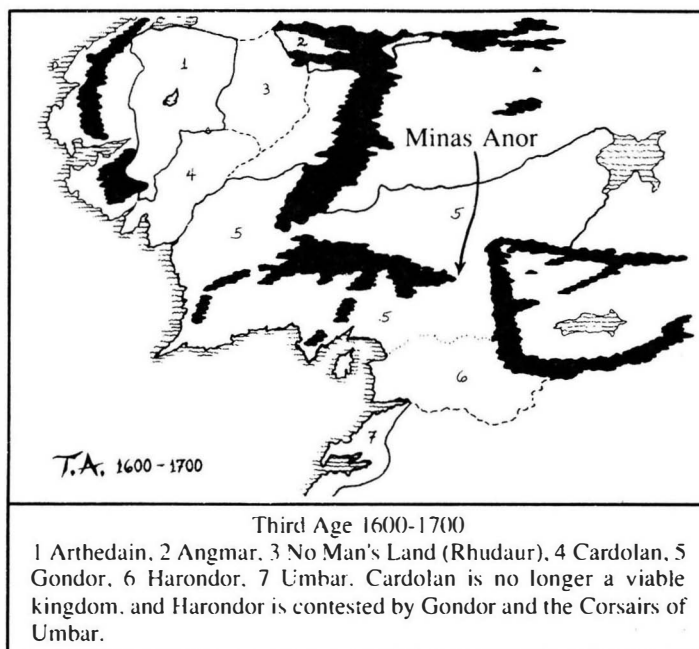 1
2
3
Minas Anor
4
5
5
5
6
7
T.A. 1600-1700
Third Age 1600-1700
1 Arthedain, 2 Angmar, 3 No Man's Land (Rhudaur), 4 Cardolan, 5
Gondor, 6 Harondor, 7 Umbar. Cardolan is no longer a viable
kingdom. and Harondor is contested by Gondor and the Corsairs of
Umbar.